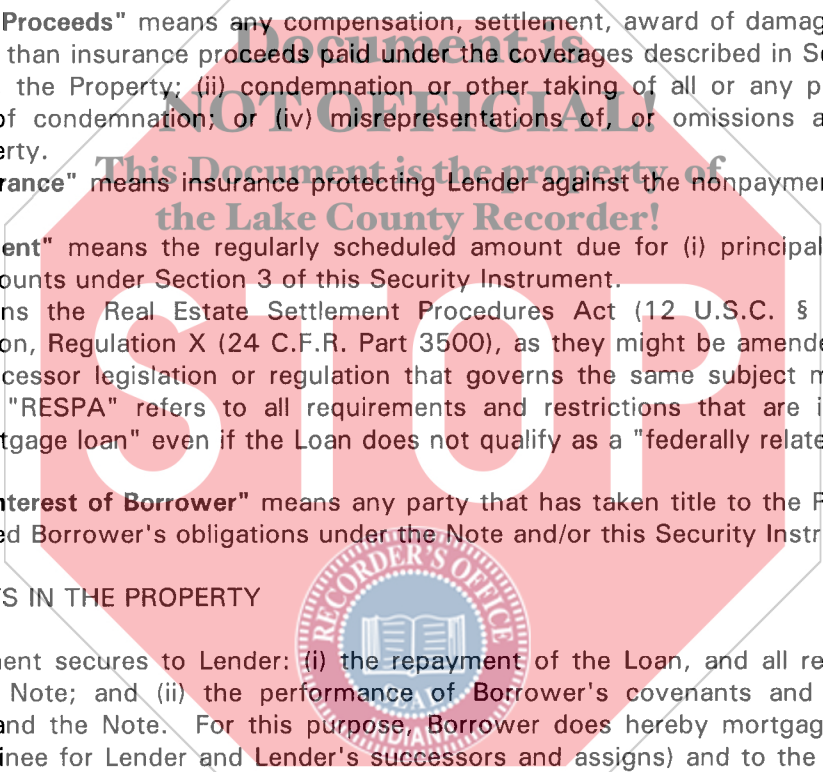 Proceeds" means any compensation, settlement, award of damag
Document is
than insurance proceeds paid under the coverages described in Se
the Property; (ii) condemnation or other taking of all or any p
NOT OFFICIAL!
of condemnation; or (iv) misrepresentations of, or omissions a
erty.
This Document is the property of
rance" means insurance protecting Lender against the nonpaymen
the Lake County Recorder!
ent" means the regularly scheduled amount due for (i) principal
ounts under Section 3 of this Security Instrument.
ns the Real Estate Settlement Procedures Act (12 U.S.C. §
on, Regulation X (24 C.F.R. Part 3500), as they might be amende
cessor legislation or regulation that governs the same subject m
"RESPA" refers to all requirements and restrictions that are i
tgage loan" even if the Loan does not qualify as a "federally relate
STOP
nterest of Borrower" means any party that has taken title to the P
ed Borrower's obligations under the Note and/or this Security Instr
RECORDER'S OFFICE
S IN THE PROPERTY
ent secures to Lender: (i) the repayment of the Loan, and all re
Note; and (ii) the performance of Borrower's covenants and
SEAL
and the Note. For this purpose, Borrower does hereby mortgag
INDIANA
inee for Lender and Lender's successors and assigns) and to the